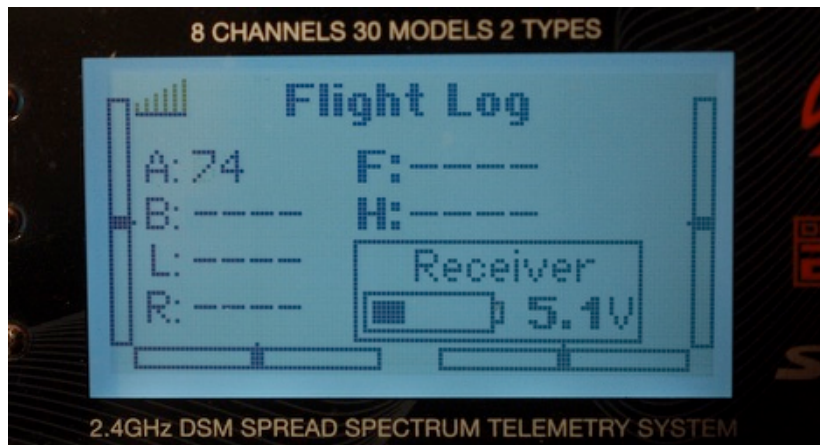 8 CHANNELS 30 MODELS 2 TYPES
Flight Log
A: 74 F:----
B: ---- H:----
L: ----
Receiver
R: ----
5.1V
2.4GHz DSM SPREAD SPECTRUM TELEMETRY SYSTEM